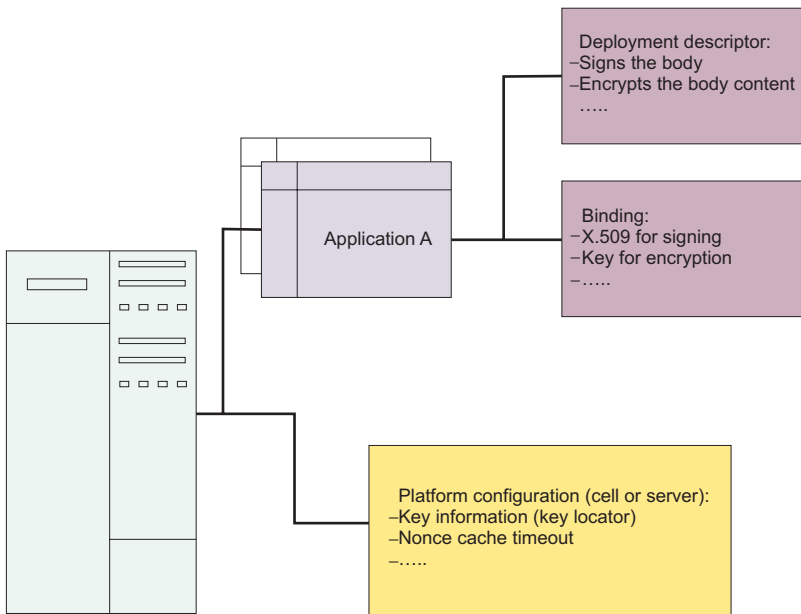 Deployment descriptor:
–Signs the body
–Encrypts the body content
…..
Application A
Binding:
–X.509 for signing
–Key for encryption
–…..
Platform configuration (cell or server):
–Key information (key locator)
–Nonce cache timeout
–…..